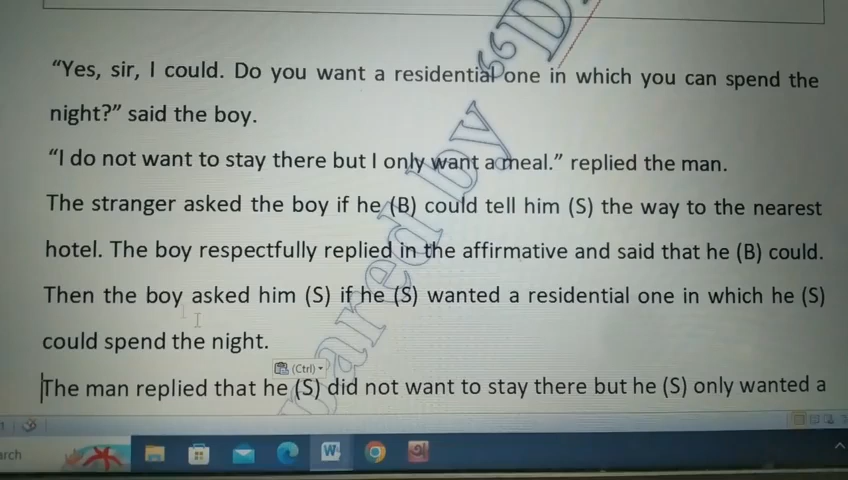 “Yes, sir, I could. Do you want a residential one in which you can spend the
night?” said the boy.
“I do not want to stay there but I only want a meal.” replied the man.
The stranger asked the boy if he (B) could tell him (S) the way to the nearest
hotel. The boy respectfully replied in the affirmative and said that he (B) could.
Then the boy asked him (S) if he (S) wanted a residential one in which he (S)
could spend the night.
(Ctrl)
The man replied that he (S) did not want to stay there but he (S) only wanted a